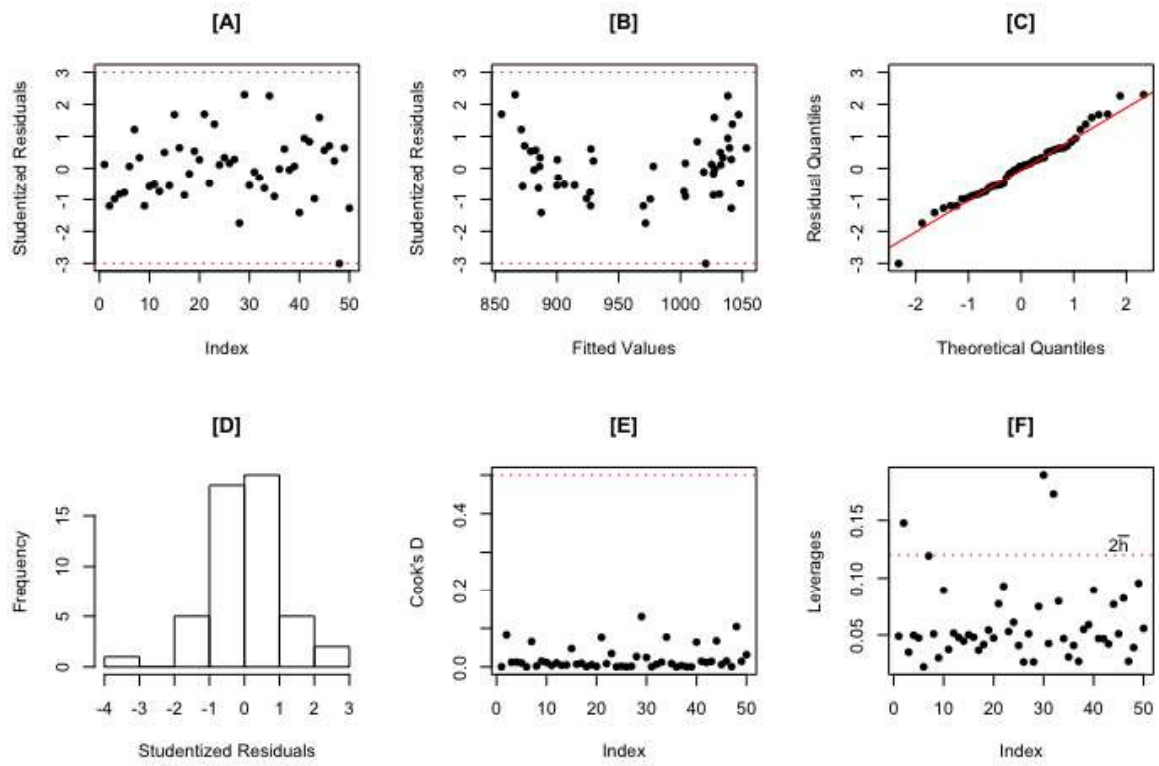 [A]
Studentized Residuals
3
2
1
0
-1
-2
-3
0 10 20 30 40 50
Index
[B]
Studentized Residuals
3
2
1
0
-1
-2
-3
850 900 950 1000 1050
Fitted Values
[C]
Residual Quantiles
3
2
1
0
-1
-2
-3
-2 -1 0 1 2
Theoretical Quantiles
[D]
Frequency
15
10
5
0
-4 -3 -2 -1 0 1 2 3
Studentized Residuals
[E]
Cook's D
0.4
0.2
0.0
0 10 20 30 40 50
Index
[F]
Leverages
0.15
0.10
0.05
2h̅
0 10 20 30 40 50
Index